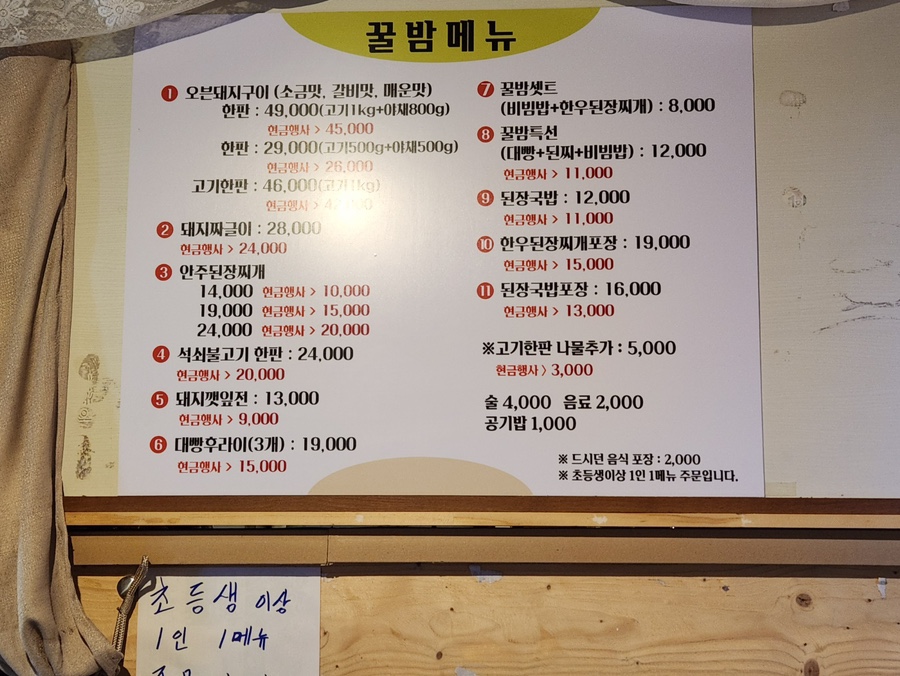 꿀밤메뉴
1 오븐돼지구이 (소금맛, 갈비맛, 매운맛)
한판 : 49,000(고기1kg+야채800g)
현금행사 > 45,000
한판 : 29,000(고기500g+야채500g)
현금행사 > 26,000
고기한판 : 46,000(고기1kg)
현금행사 >
2 돼지짜글이 : 28,000
현금행사 > 24,000
3 안주된장찌개
14,000 현금행사 > 10,000
19,000 현금행사 > 15,000
24,000 현금행사 > 20,000
4 석쇠불고기 한판 : 24,000
현금행사 > 20,000
5 돼지깻잎전 : 13,000
현금행사 > 9,000
6 대빵후라이(3개) : 19,000
현금행사 > 15,000
7 꿀밤셋트
(비빔밥+한우된장찌개) : 8,000
8 꿀밤특선
(대빵+된찌+비빔밥) : 12,000
현금행사 > 11,000
9 된장국밥 : 12,000
현금행사 > 11,000
10 한우된장찌개포장 : 19,000
현금행사 > 15,000
11 된장국밥포장 : 16,000
현금행사 > 13,000
※고기한판 나물추가 : 5,000
현금행사 > 3,000
술 4,000 음료 2,000
공기밥 1,000
※ 드시던 음식 포장 : 2,000
※ 초등생이상 1인 1메뉴 주문입니다.
초등생 이상
1인 1메뉴